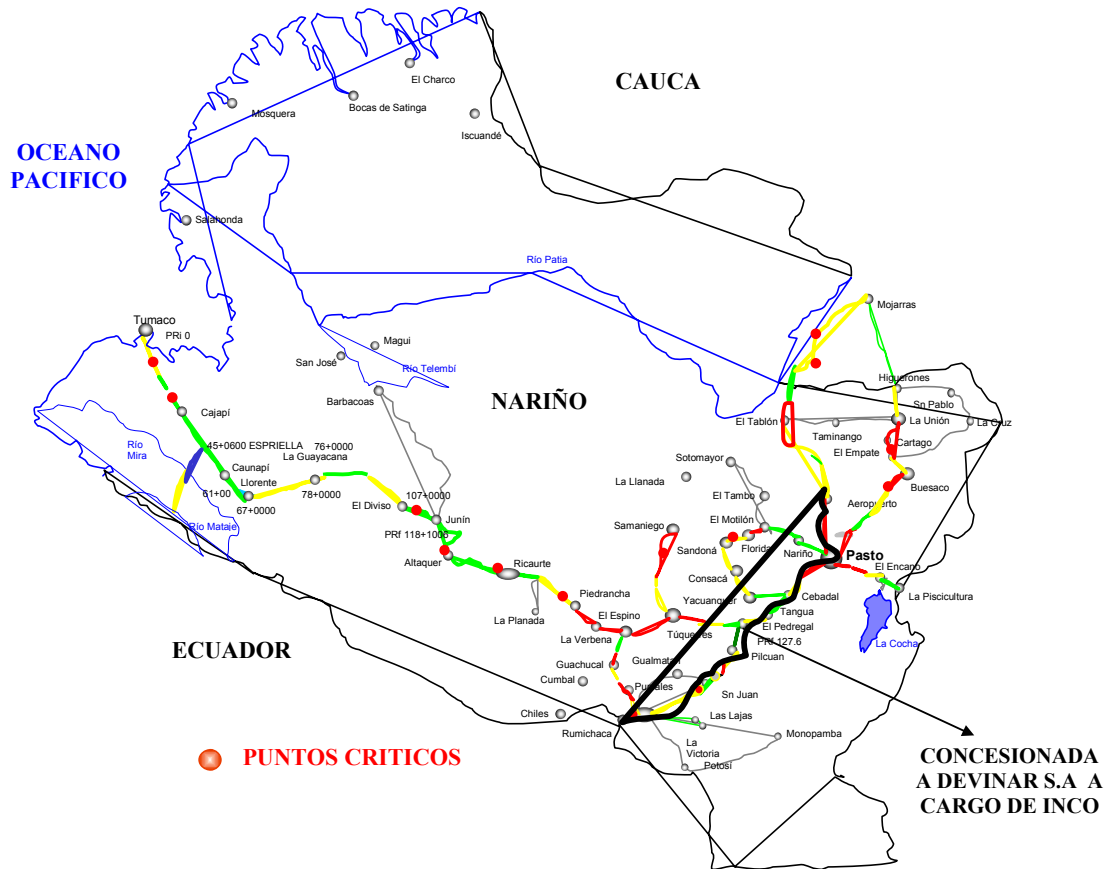 El Charco
CAUCA
Bocas de Satinga
Mosquera
Iscuandé
OCEANO
PACIFICO
Salahonda
Río Patia
Mojarras
Tumaco
PRi 0
Magui
San José
Río Telembí
Higuerones
Barbacoas
NARIÑO
Sn Pablo
Cajapí
El Tablón
La Unión
La Cruz
Taminango
Cartago
El Empate
Río
Mira
45+0600 ESPRIELLA
76+0000
La Guayacana
Sotomayor
Caunapí
La Llanada
Buesaco
Llorente
61+00
78+0000
107+0000
El Tambo
Aeropuerto
67+0000
El Diviso
Junín
Río Mataje
Samaniego
El Motilón
PRf 118+1006
Sandoná
Florida
Nariño
Pasto
Altaquer
Ricaurte
El Encano
Consacá
La Piscicultura
Piedrancha
Yacuanquer
Cebadal
La Planada
El Espino
Tangua
La Verbena
Túquerres
El Pedregal
PRf 127.6
La Cocha
ECUADOR
Pilcuan
Guachucal
Gualmatan
Cumbal
Pupiales
Sn Juan
Chiles
Las Lajas
Rumichaca
Monopamba
La
Victoria
Potosí
PUNTOS CRITICOS
CONCESIONADA
A DEVINAR S.A A
CARGO DE INCO